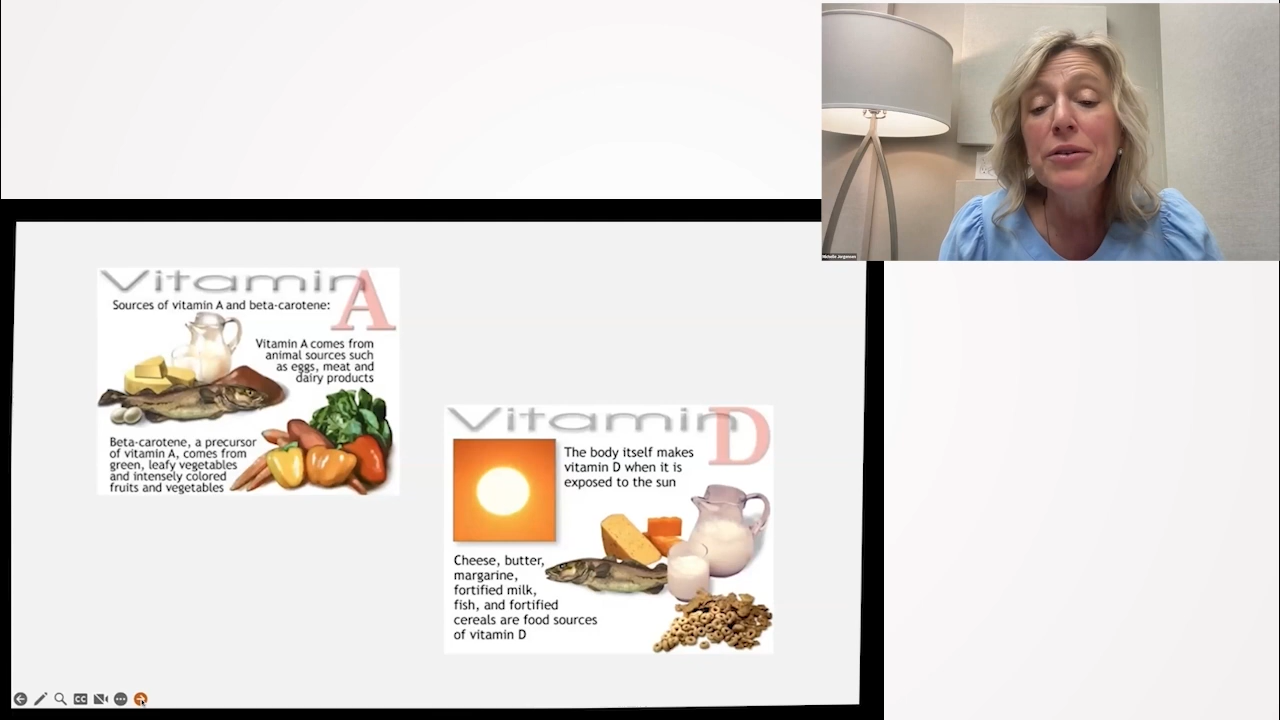 Vitamin A
Sources of vitamin A and beta-carotene:
Vitamin A comes from
animal sources such
as eggs, meat and
dairy products
Beta-carotene, a precursor
of vitamin A, comes from
green, leafy vegetables
and intensely colored
fruits and vegetables
Vitamin D
The body itself makes
vitamin D when it is
exposed to the sun
Cheese, butter,
margarine,
fortified milk,
fish, and fortified
cereals are food sources
of vitamin D
CC
Michelle Jorgensen